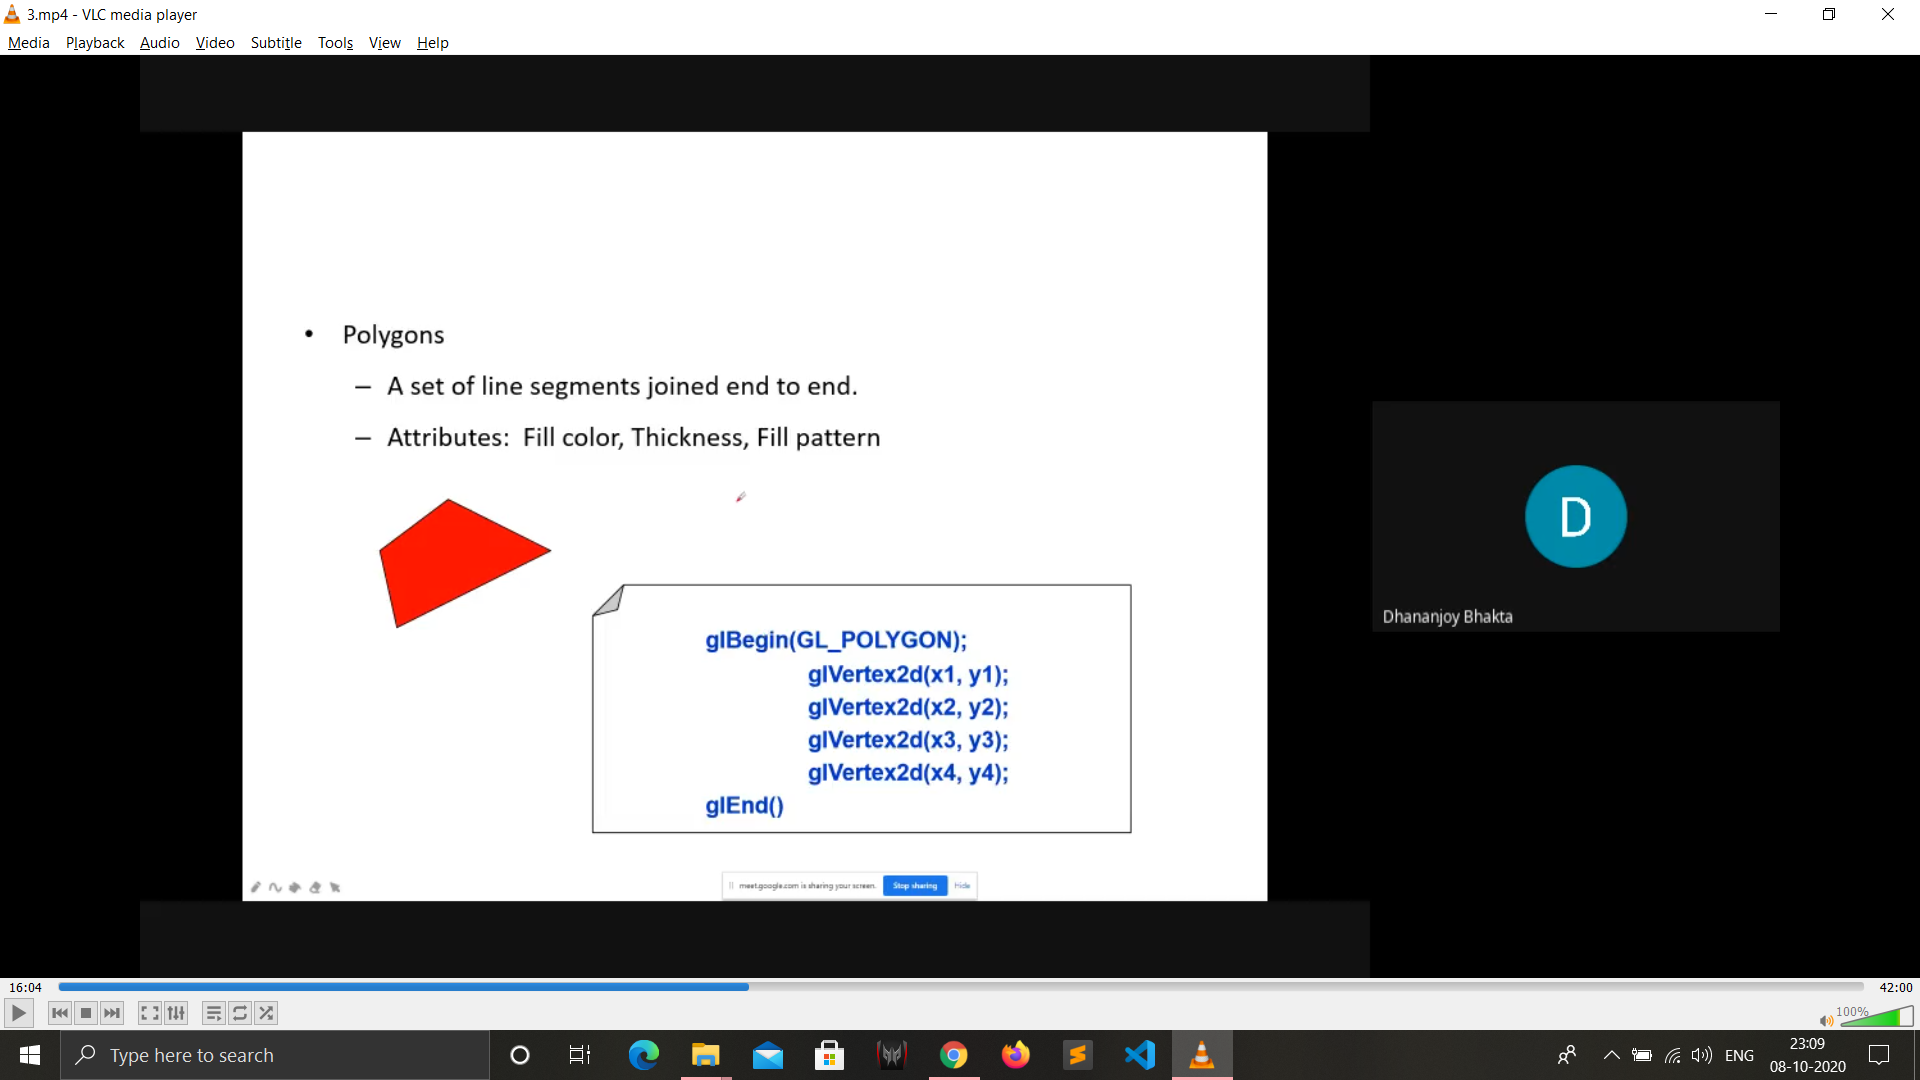 3.mp4 - VLC media player
Media Playback Audio Video Subtitle Tools View Help
• Polygons
– A set of line segments joined end to end.
– Attributes: Fill color, Thickness, Fill pattern
glBegin(GL_POLYGON);
glVertex2d(x1, y1);
glVertex2d(x2, y2);
glVertex2d(x3, y3);
glVertex2d(x4, y4);
glEnd()
D
Dhananjoy Bhakta
meet.google.com is sharing your screen. Stop sharing Hide
16:04 42:00
100%
Type here to search
ENG
23:09
08-10-2020